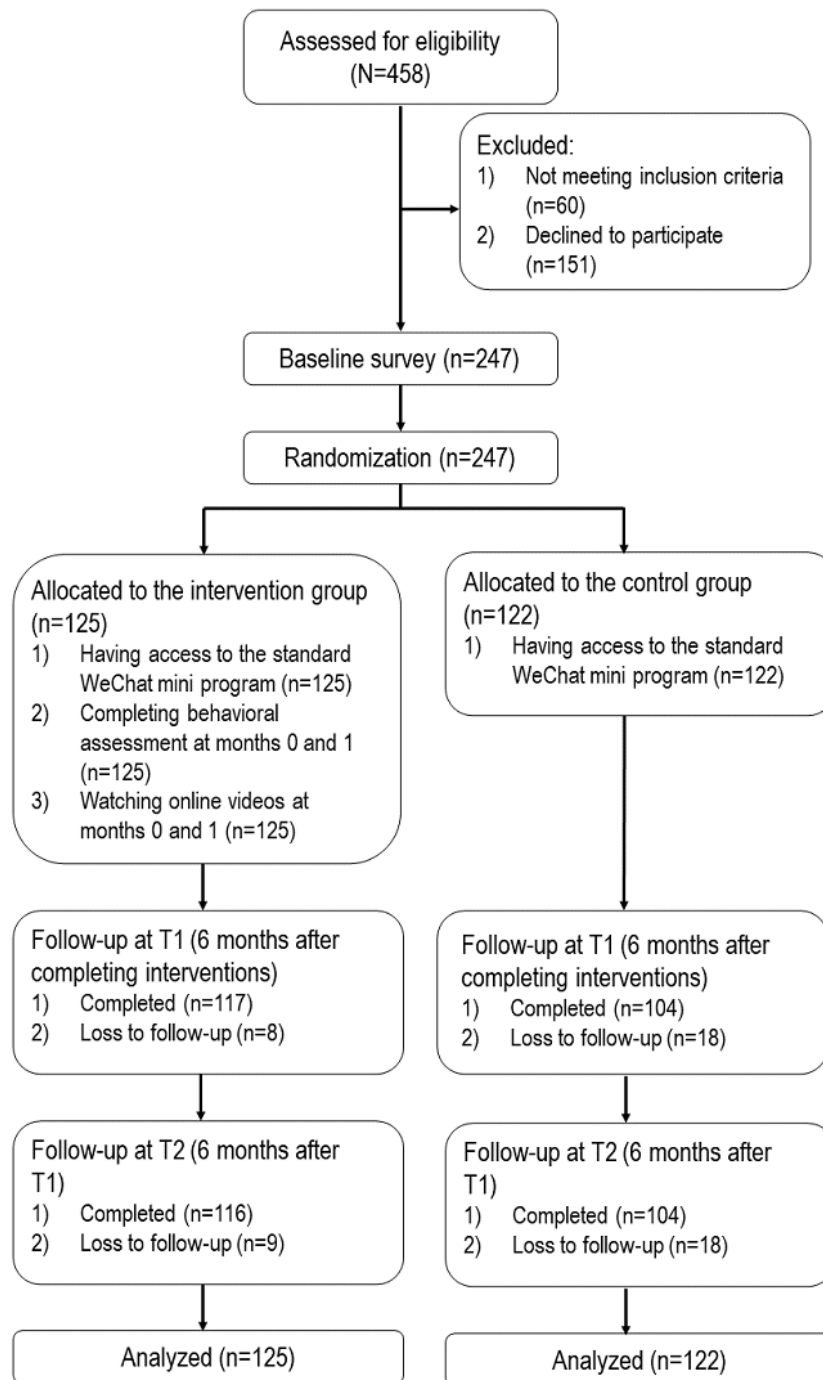 Assessed for eligibility
(N=458)
Excluded:
1) Not meeting inclusion criteria
(n=60)
2) Declined to participate
(n=151)
Baseline survey (n=247)
Randomization (n=247)
Allocated to the intervention group
(n=125)
1) Having access to the standard
WeChat mini program (n=125)
2) Completing behavioral
assessment at months 0 and 1
(n=125)
3) Watching online videos at
months 0 and 1 (n=125)
Allocated to the control group
(n=122)
1) Having access to the standard
WeChat mini program (n=122)
Follow-up at T1 (6 months after
completing interventions)
1) Completed (n=117)
2) Loss to follow-up (n=8)
Follow-up at T1 (6 months after
completing interventions)
1) Completed (n=104)
2) Loss to follow-up (n=18)
Follow-up at T2 (6 months after
T1)
1) Completed (n=116)
2) Loss to follow-up (n=9)
Follow-up at T2 (6 months after
T1)
1) Completed (n=104)
2) Loss to follow-up (n=18)
Analyzed (n=125)
Analyzed (n=122)